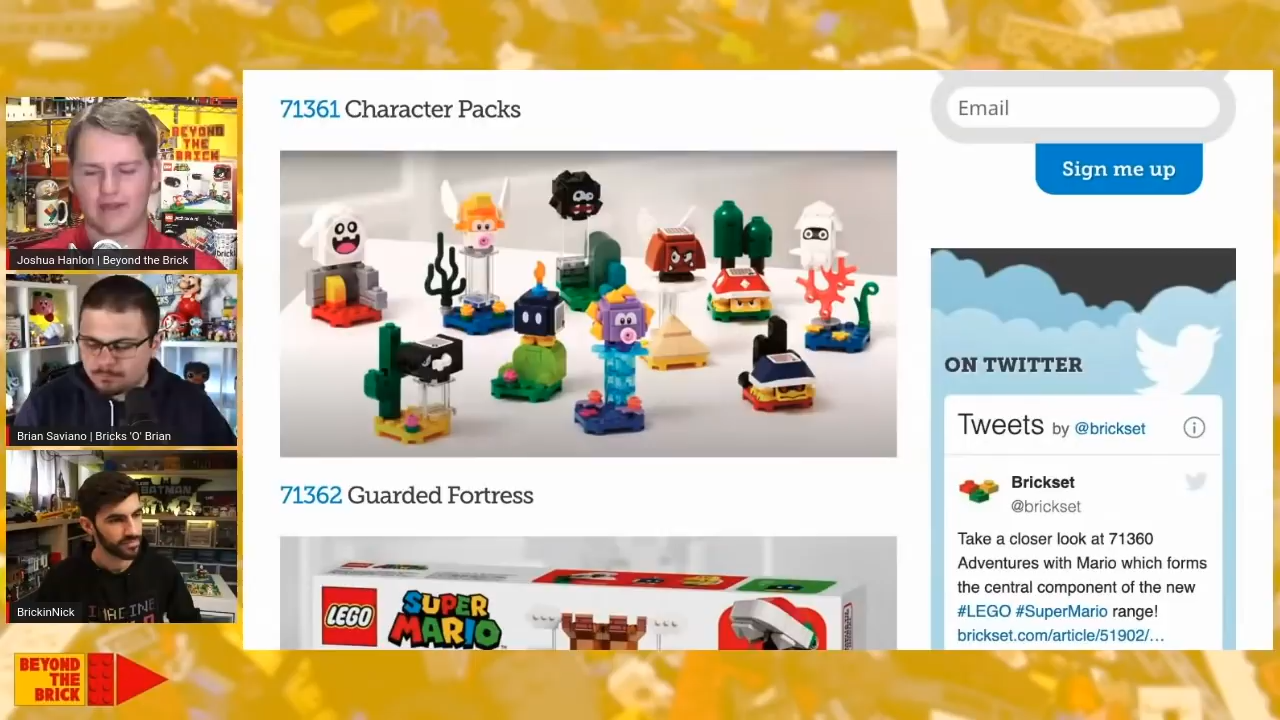 71361 Character Packs
Email
Sign me up
BEYOND
THE
BRICK
Joshua Hanlon | Beyond the Brick
Brian Saviano | Bricks 'O' Brian
BATMAN
IMAGINE
BrickinNick
71362 Guarded Fortress
LEGO
SUPER
MARIO
ON TWITTER
Tweets by @brickset
Brickset
@brickset
Take a closer look at 71360
Adventures with Mario which forms
the central component of the new
#LEGO #SuperMario range!
brickset.com/article/51902/…
BEYOND
THE
BRICK